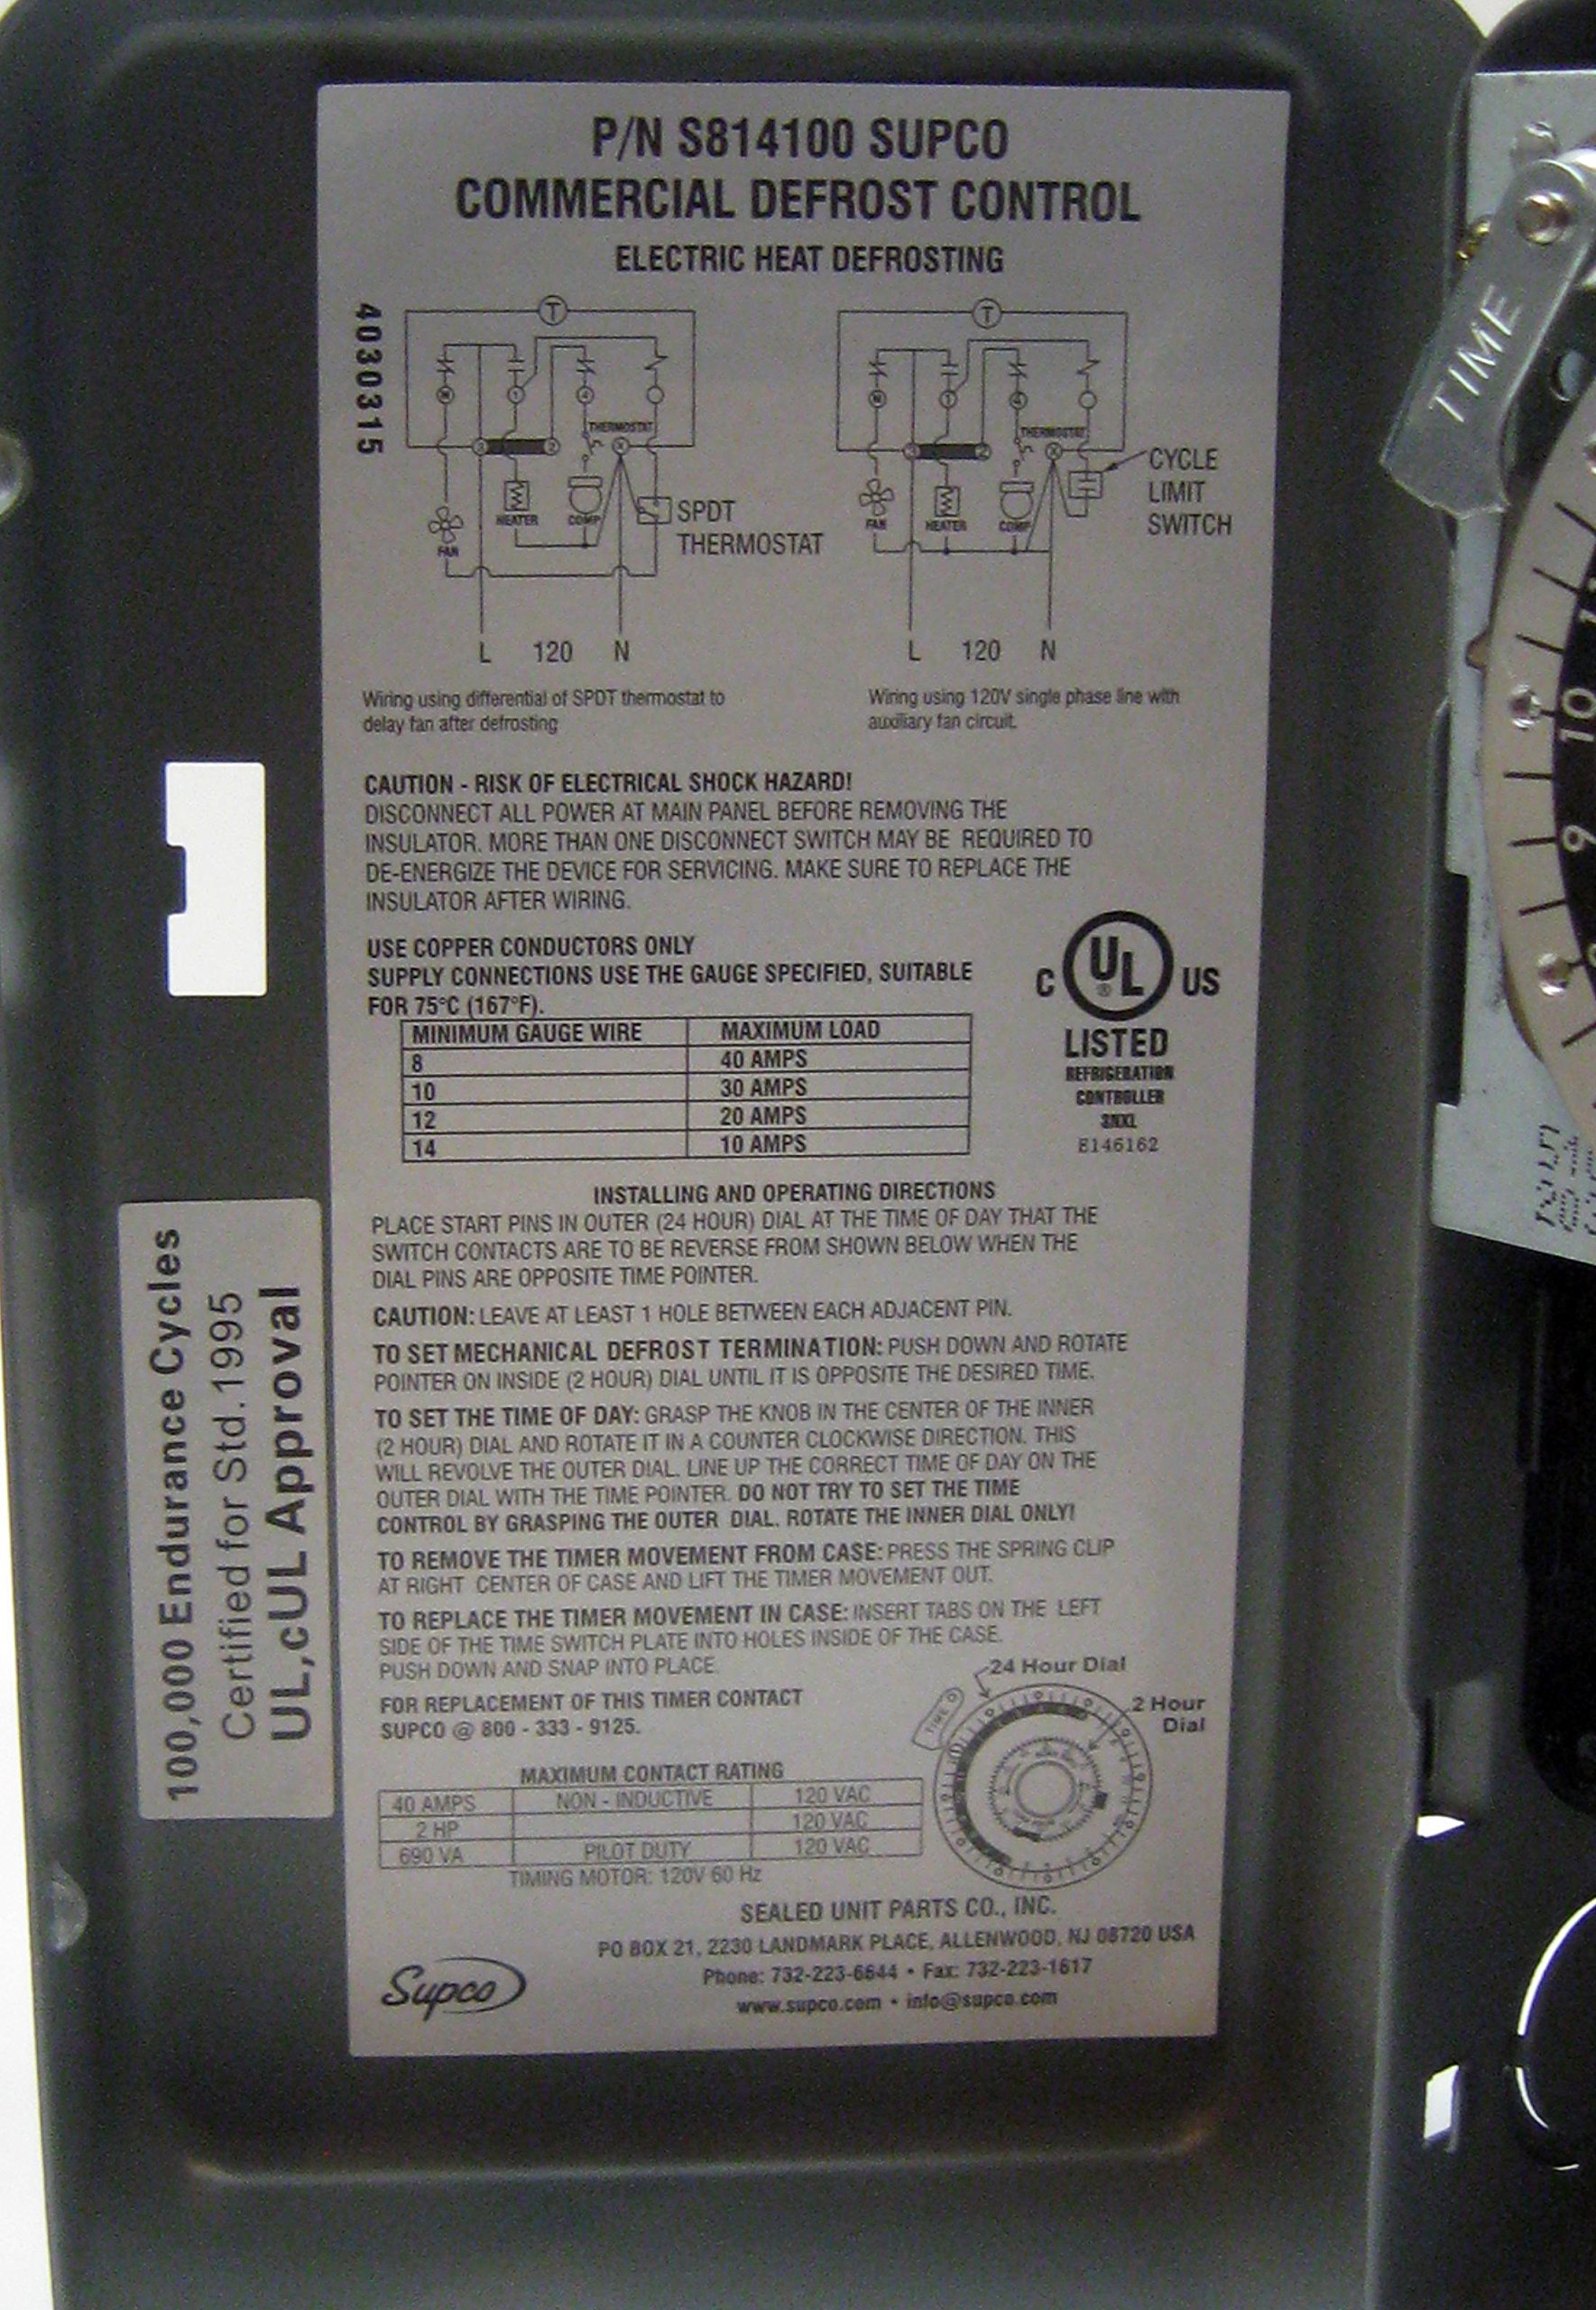 P/N S814100 SUPCO
COMMERCIAL DEFROST CONTROL
ELECTRIC HEAT DEFROSTING
4030315
T
N
1
4
THERMOSTAT
3
2
X
HEATER
COMP
FAN
SPDT
THERMOSTAT
L 120 N
T
N
1
4
THERMOSTAT
3
2
X
FAN
HEATER
COMP
CYCLE
LIMIT
SWITCH
L 120 N
Wiring using differential of SPDT thermostat to
delay fan after defrosting
Wiring using 120V single phase line with
auxiliary fan circuit.
CAUTION - RISK OF ELECTRICAL SHOCK HAZARD!
DISCONNECT ALL POWER AT MAIN PANEL BEFORE REMOVING THE
INSULATOR. MORE THAN ONE DISCONNECT SWITCH MAY BE REQUIRED TO
DE-ENERGIZE THE DEVICE FOR SERVICING. MAKE SURE TO REPLACE THE
INSULATOR AFTER WIRING.
USE COPPER CONDUCTORS ONLY
SUPPLY CONNECTIONS USE THE GAUGE SPECIFIED, SUITABLE
FOR 75°C (167°F).
MINIMUM GAUGE WIRE MAXIMUM LOAD
8 40 AMPS
10 30 AMPS
12 20 AMPS
14 10 AMPS
C UL ® US
LISTED
REFRIGERATION
CONTROLLER
3NXL
E146162
INSTALLING AND OPERATING DIRECTIONS
PLACE START PINS IN OUTER (24 HOUR) DIAL AT THE TIME OF DAY THAT THE
SWITCH CONTACTS ARE TO BE REVERSE FROM SHOWN BELOW WHEN THE
DIAL PINS ARE OPPOSITE TIME POINTER.
CAUTION: LEAVE AT LEAST 1 HOLE BETWEEN EACH ADJACENT PIN.
TO SET MECHANICAL DEFROST TERMINATION: PUSH DOWN AND ROTATE
POINTER ON INSIDE (2 HOUR) DIAL UNTIL IT IS OPPOSITE THE DESIRED TIME.
TO SET THE TIME OF DAY: GRASP THE KNOB IN THE CENTER OF THE INNER
(2 HOUR) DIAL AND ROTATE IT IN A COUNTER CLOCKWISE DIRECTION. THIS
WILL REVOLVE THE OUTER DIAL. LINE UP THE CORRECT TIME OF DAY ON THE
OUTER DIAL WITH THE TIME POINTER. DO NOT TRY TO SET THE TIME
CONTROL BY GRASPING THE OUTER DIAL. ROTATE THE INNER DIAL ONLY!
TO REMOVE THE TIMER MOVEMENT FROM CASE: PRESS THE SPRING CLIP
AT RIGHT CENTER OF CASE AND LIFT THE TIMER MOVEMENT OUT.
TO REPLACE THE TIMER MOVEMENT IN CASE: INSERT TABS ON THE LEFT
SIDE OF THE TIME SWITCH PLATE INTO HOLES INSIDE OF THE CASE.
PUSH DOWN AND SNAP INTO PLACE.
FOR REPLACEMENT OF THIS TIMER CONTACT
SUPCO @ 800 - 333 - 9125.
24 Hour Dial
2 Hour
Dial
TIME
MAXIMUM CONTACT RATING
40 AMPS NON - INDUCTIVE 120 VAC
2 HP 120 VAC
690 VA PILOT DUTY 120 VAC
TIMING MOTOR: 120V 60 Hz
SEALED UNIT PARTS CO., INC.
PO BOX 21, 2230 LANDMARK PLACE, ALLENWOOD, NJ 08720 USA
Phone: 732-223-6644 • Fax: 732-223-1617
www.supco.com • info@supco.com
Supco
100,000 Endurance Cycles
Certified for Std.1995
UL,cUL Approval
TIME
10
9